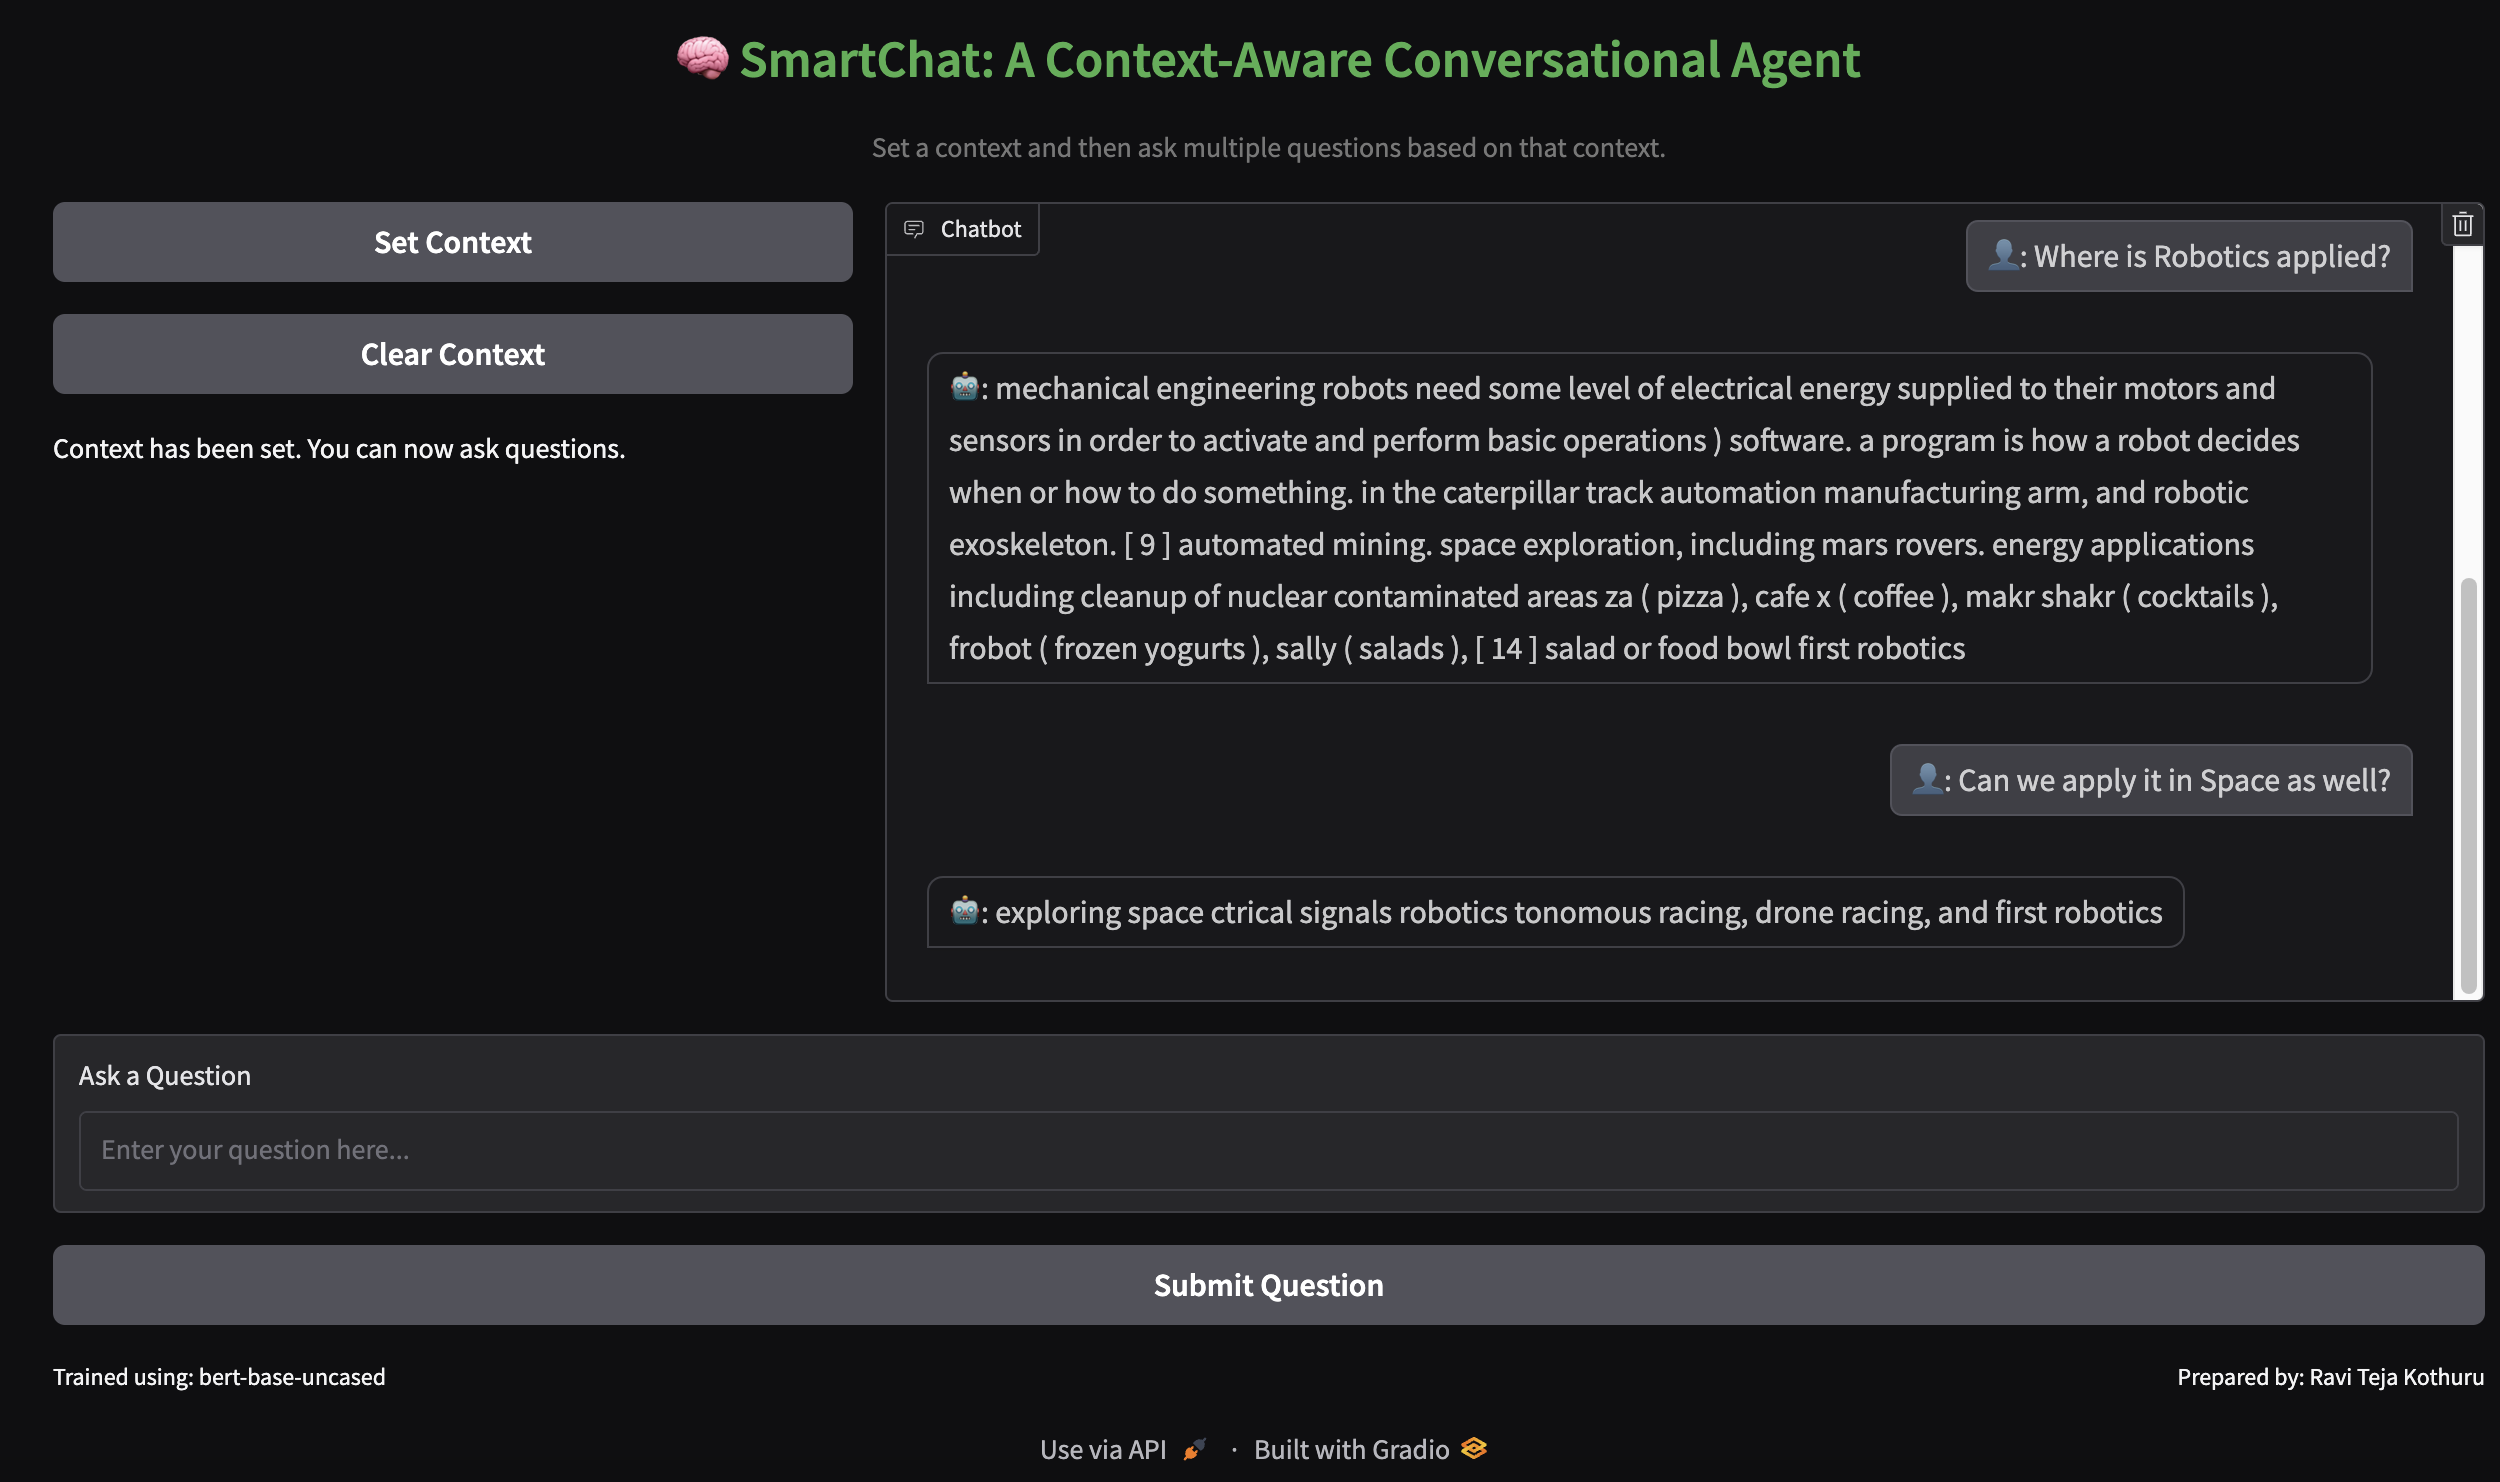 SmartChat: A Context-Aware Conversational Agent
Set a context and then ask multiple questions based on that context.
Set Context
Clear Context
Context has been set. You can now ask questions.
Chatbot
: Where is Robotics applied?
: mechanical engineering robots need some level of electrical energy supplied to their motors and
sensors in order to activate and perform basic operations ) software. a program is how a robot decides
when or how to do something. in the caterpillar track automation manufacturing arm, and robotic
exoskeleton. [ 9 ] automated mining. space exploration, including mars rovers. energy applications
including cleanup of nuclear contaminated areas za ( pizza ), cafe x ( coffee ), makr shakr ( cocktails ),
frobot ( frozen yogurts ), sally ( salads ), [ 14 ] salad or food bowl first robotics
: Can we apply it in Space as well?
: exploring space ctrical signals robotics tonomous racing, drone racing, and first robotics
Ask a Question
Enter your question here...
Submit Question
Trained using: bert-base-uncased
Prepared by: Ravi Teja Kothuru
Use via API · Built with Gradio